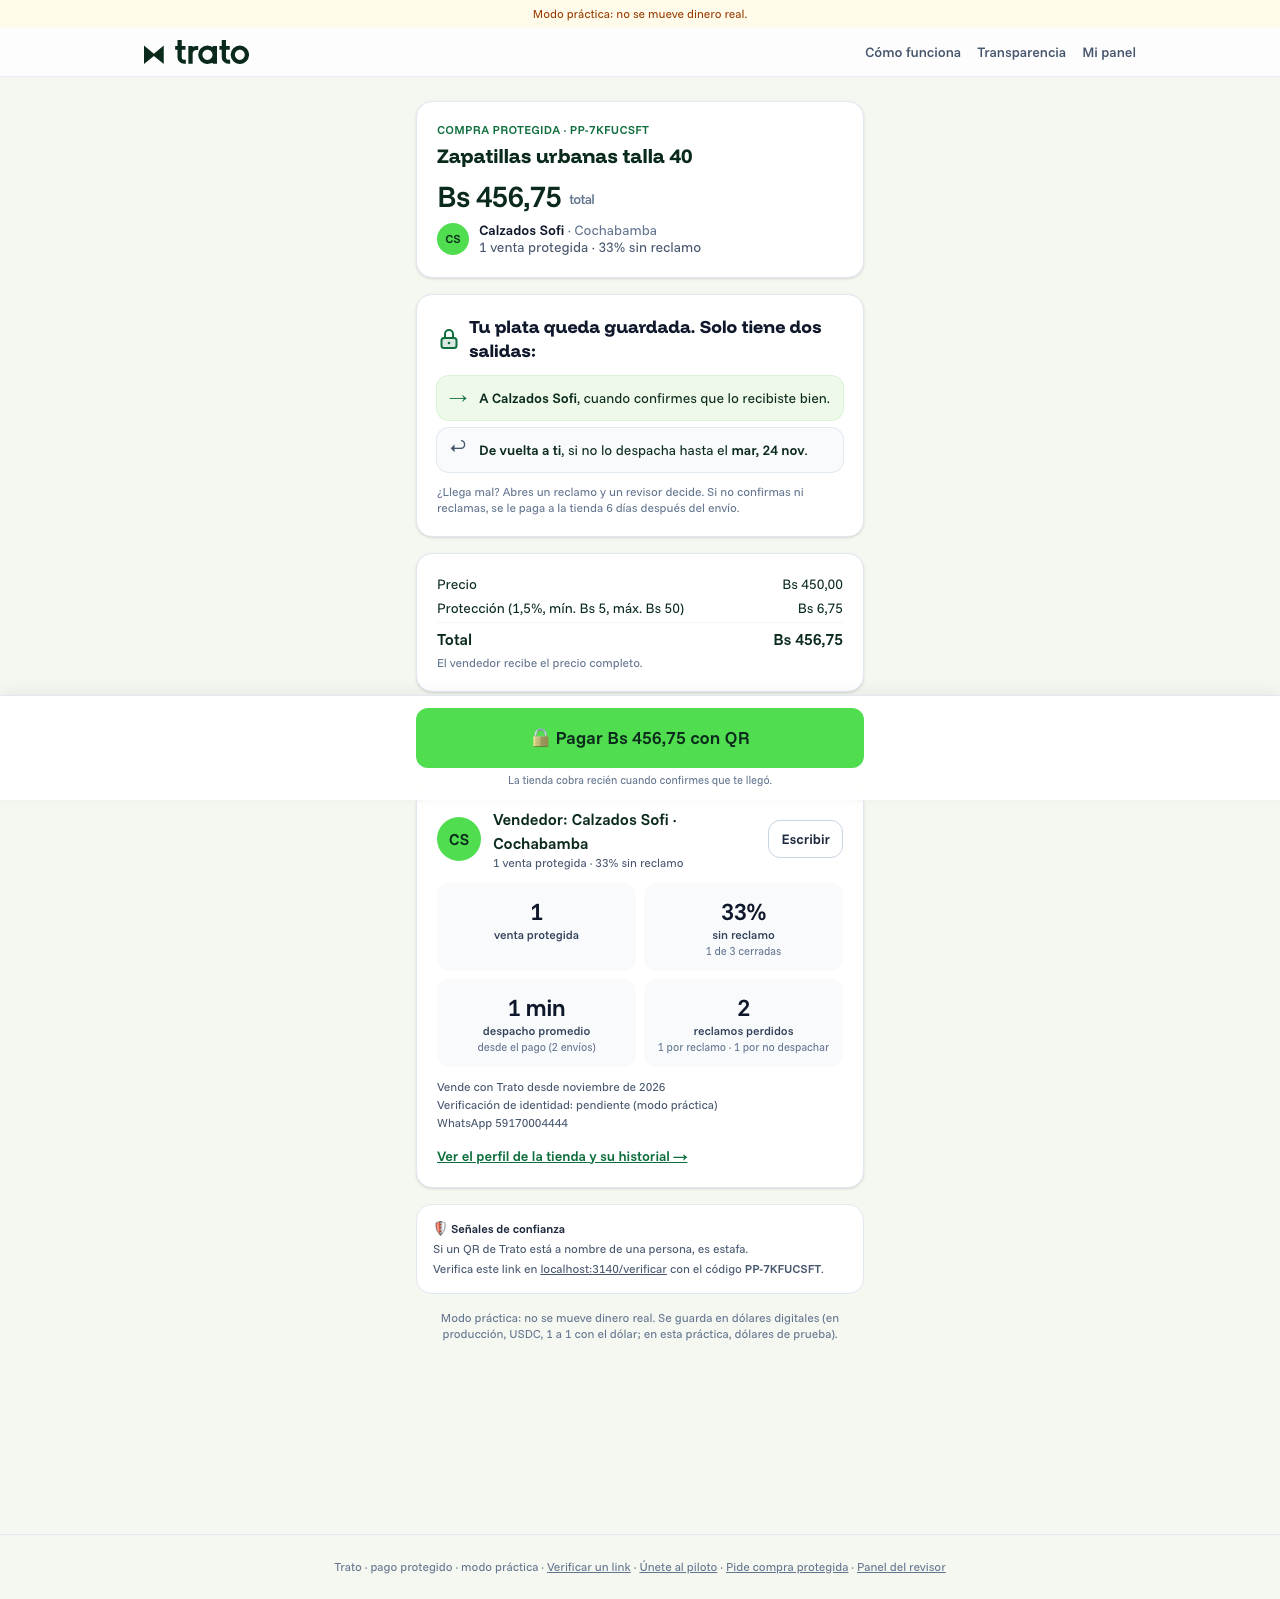 Modo práctica: no se mueve dinero real.
trato
Cómo funciona Transparencia Mi panel
COMPRA PROTEGIDA · PP-7KFUCSFT
Zapatillas urbanas talla 40
Bs 456,75 total
CS
Calzados Sofi · Cochabamba
1 venta protegida · 33% sin reclamo
Tu plata queda guardada. Solo tiene dos
salidas:
→ A Calzados Sofi, cuando confirmes que lo recibiste bien.
De vuelta a ti, si no lo despacha hasta el mar, 24 nov.
¿Llega mal? Abres un reclamo y un revisor decide. Si no confirmas ni
reclamas, se le paga a la tienda 6 días después del envío.
Precio Bs 450,00
Protección (1,5%, mín. Bs 5, máx. Bs 50) Bs 6,75
Total Bs 456,75
El vendedor recibe el precio completo.
🔒 Pagar Bs 456,75 con QR
La tienda cobra recién cuando confirmes que te llegó.
CS
Vendedor: Calzados Sofi ·
Cochabamba
1 venta protegida · 33% sin reclamo
Escribir
1
venta protegida
33%
sin reclamo
1 de 3 cerradas
1 min
despacho promedio
desde el pago (2 envíos)
2
reclamos perdidos
1 por reclamo · 1 por no despachar
Vende con Trato desde noviembre de 2026
Verificación de identidad: pendiente (modo práctica)
WhatsApp 59170004444
Ver el perfil de la tienda y su historial →
Señales de confianza
Si un QR de Trato está a nombre de una persona, es estafa.
Verifica este link en localhost:3140/verificar con el código PP-7KFUCSFT.
Modo práctica: no se mueve dinero real. Se guarda en dólares digitales (en
producción, USDC, 1 a 1 con el dólar; en esta práctica, dólares de prueba).
Trato · pago protegido · modo práctica · Verificar un link · Únete al piloto · Pide compra protegida · Panel del revisor